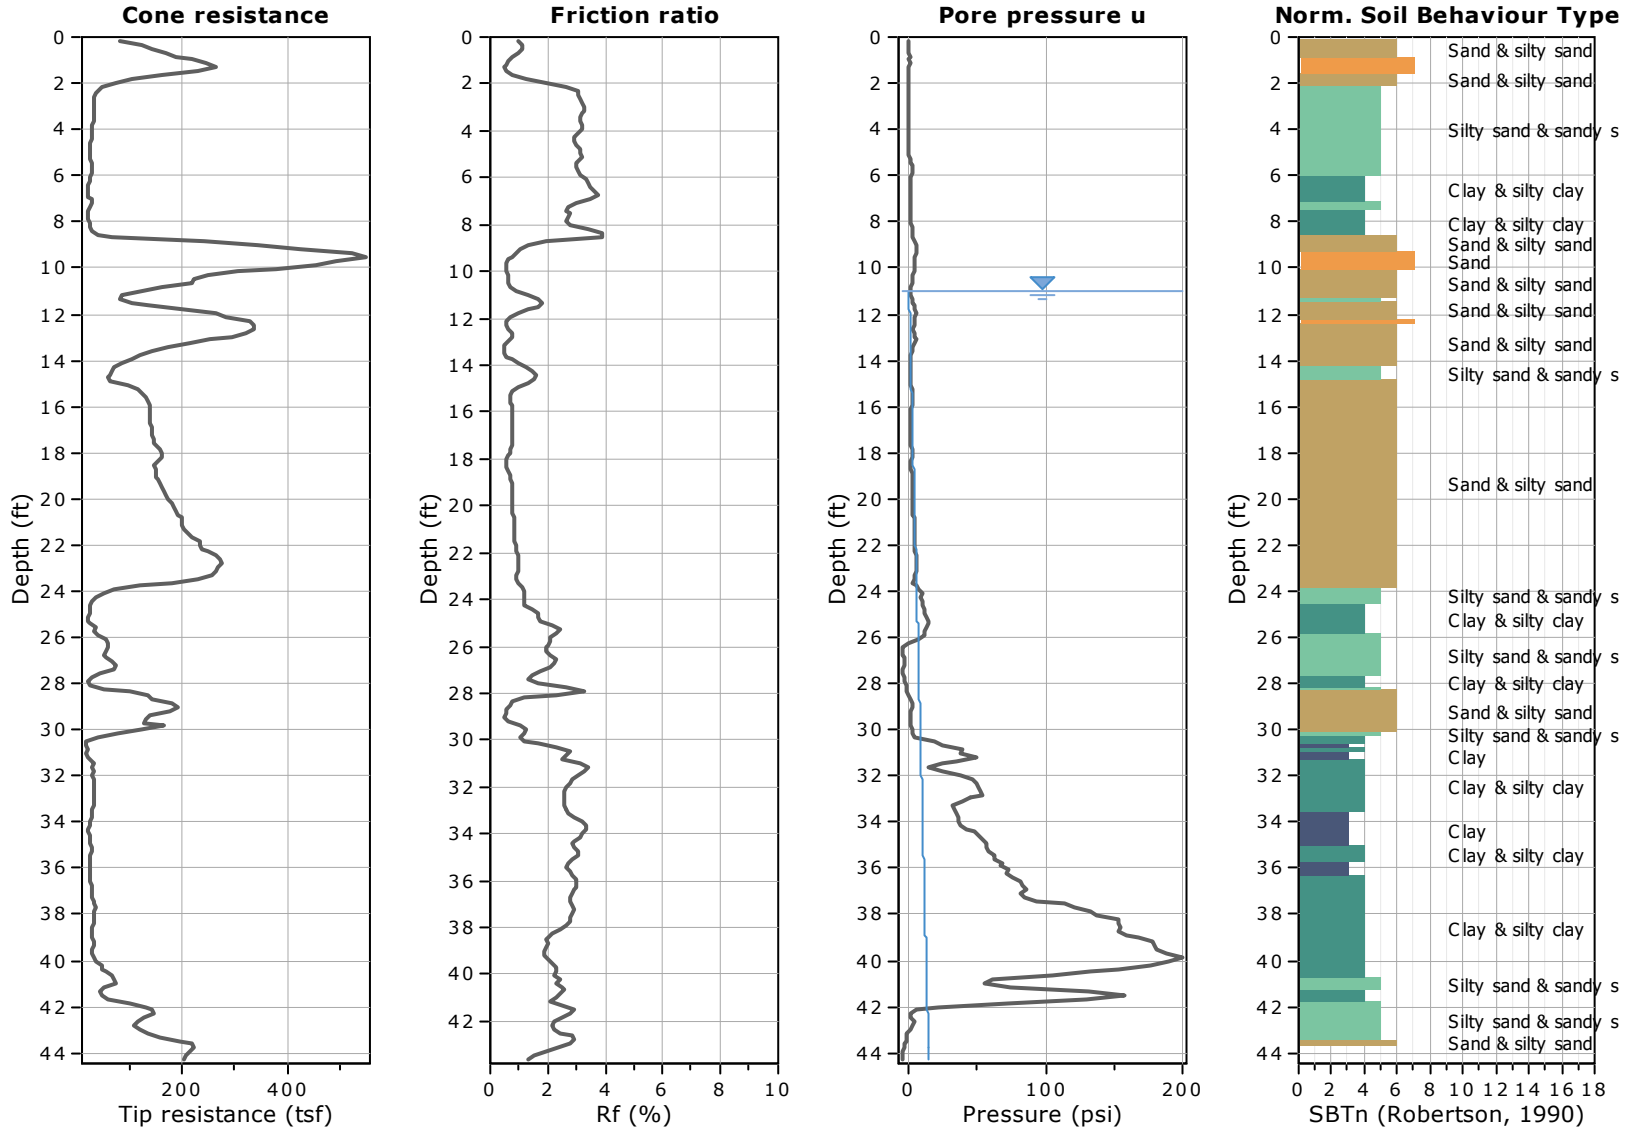 Cone resistance
0
2
4
6
8
10
12
14
16
18
20
22
24
26
28
30
32
34
36
38
40
42
44
Depth (ft)
200 400
Tip resistance (tsf)
Friction ratio
0
2
4
6
8
10
12
14
16
18
20
22
24
26
28
30
32
34
36
38
40
42
Depth (ft)
0 2 4 6 8 10
Rf (%)
Pore pressure u
0
2
4
6
8
10
12
14
16
18
20
22
24
26
28
30
32
34
36
38
40
42
44
Depth (ft)
0 100 200
Pressure (psi)
Norm. Soil Behaviour Type
0
2
4
6
8
10
12
14
16
18
20
22
24
26
28
30
32
34
36
38
40
42
44
Depth (ft)
Sand & silty sand
Sand & silty sand
Silty sand & sandy s
Clay & silty clay
Clay & silty clay
Sand & silty sand
Sand
Sand & silty sand
Sand & silty sand
Sand & silty sand
Silty sand & sandy s
Sand & silty sand
Silty sand & sandy s
Clay & silty clay
Silty sand & sandy s
Clay & silty clay
Sand & silty sand
Silty sand & sandy s
Clay
Clay & silty clay
Clay
Clay & silty clay
Clay & silty clay
Silty sand & sandy s
Silty sand & sandy s
Sand & silty sand
0 2 4 6 8 10 12 14 16 18
SBTn (Robertson, 1990)